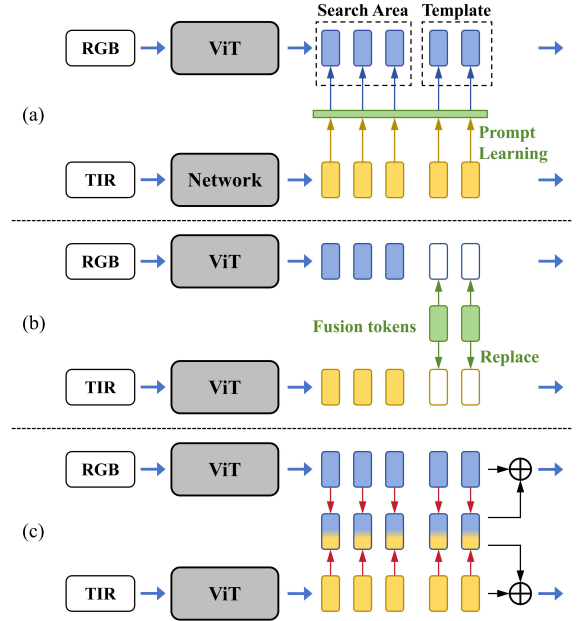 Search Area Template
RGB ViT
(a)
Prompt
Learning
TIR Network
RGB ViT
(b)
Fusion tokens
Replace
TIR ViT
RGB ViT
(c)
TIR ViT